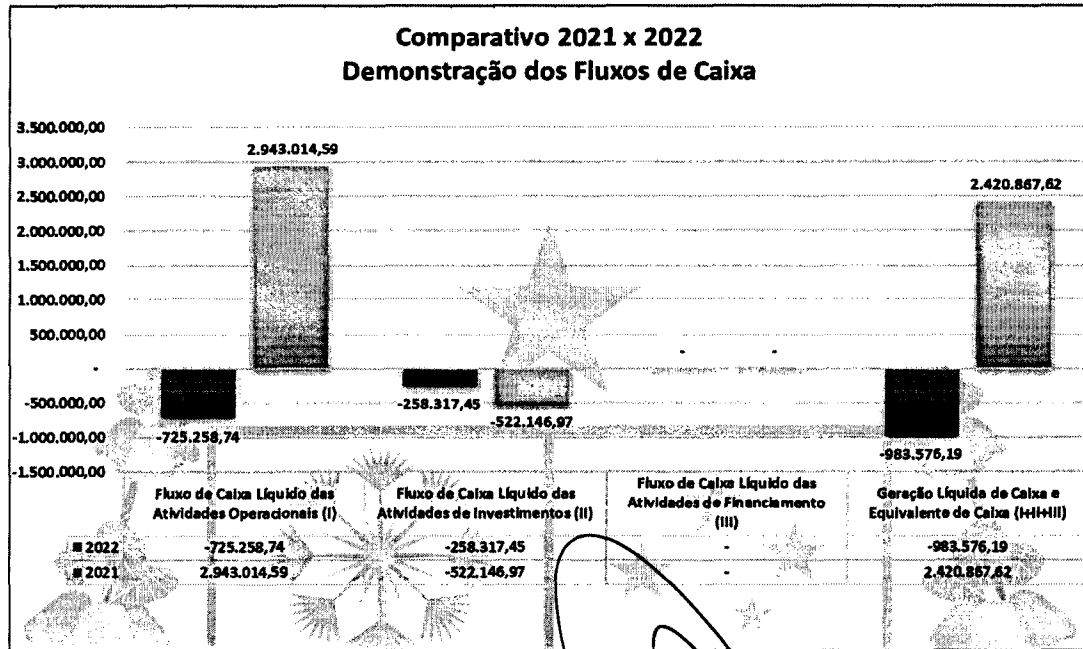 Comparativo 2021 x 2022
Demonstração dos Fluxos de Caixa
3.500.000,00
3.000.000,00
2.500.000,00
2.000.000,00
1.500.000,00
1.000.000,00
500.000,00
-
-500.000,00
-1.000.000,00
-1.500.000,00
2.943.014,59
2.420.867,62
- -
-258.317,45
-522.146,97
-725.258,74
-983.576,19
Fluxo de Caixa Líquido das
Atividades Operacionais (I)
Fluxo de Caixa Líquido das
Atividades de Investimentos (II)
Fluxo de Caixa Líquido das
Atividades de Financiamento
(III)
Geração Líquida de Caixa e
Equivalente de Caixa (I+II+III)
2022 -725.258,74 -258.317,45 - -983.576,19
2021 2.943.014,59 -522.146,97 - 2.420.867,62